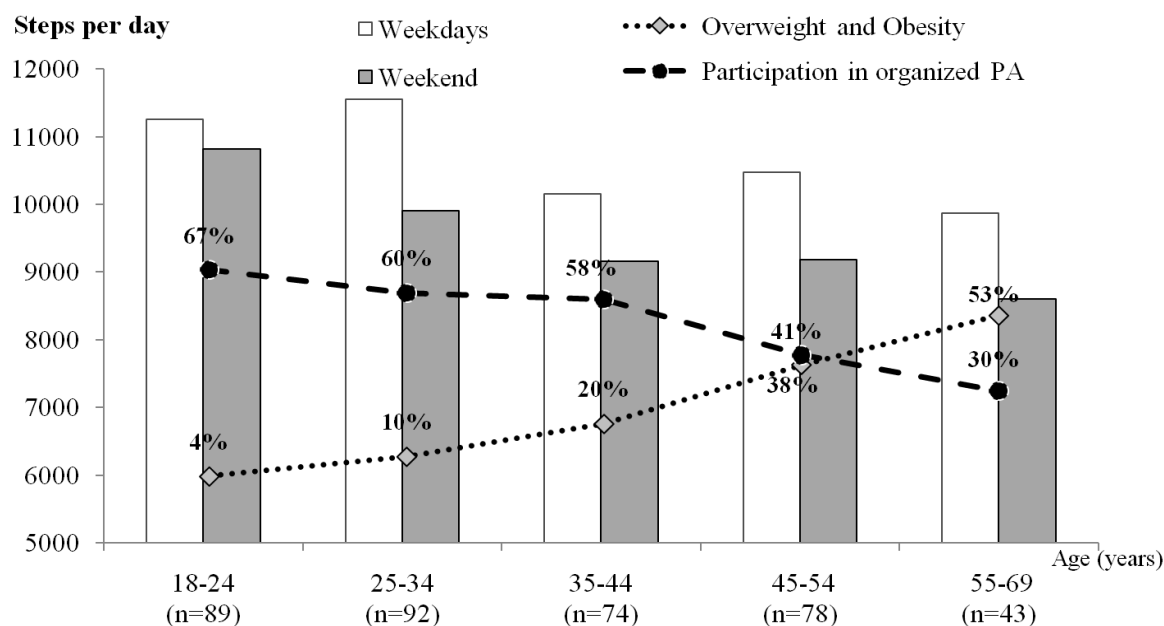 Steps per day
Weekdays
Overweight and Obesity
Weekend
Participation in organized PA
12000
11000
10000
9000
8000
7000
6000
5000
67%
60%
58%
41%
30%
4%
10%
20%
38%
53%
Age (years)
18-24 25-34 35-44 45-54 55-69
(n=89) (n=92) (n=74) (n=78) (n=43)